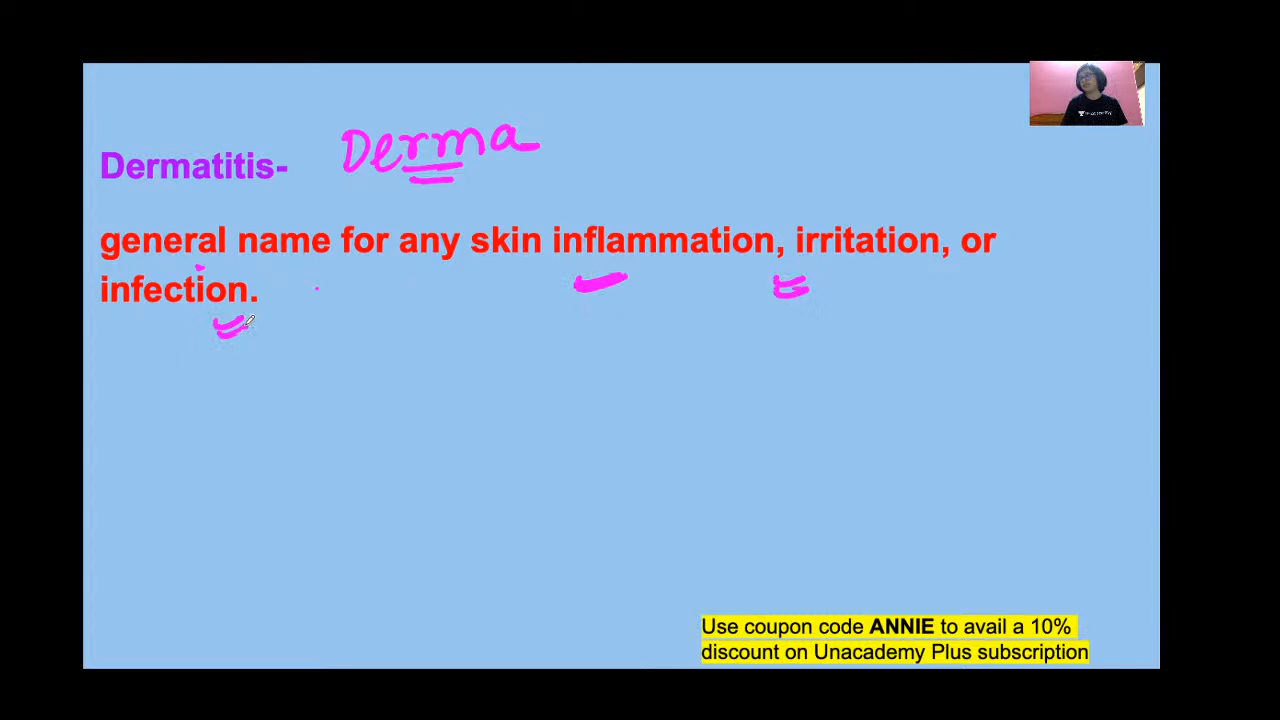 Dermatitis- Derma
general name for any skin inflammation, irritation, or
infection.
Use coupon code ANNIE to avail a 10%
discount on Unacademy Plus subscription